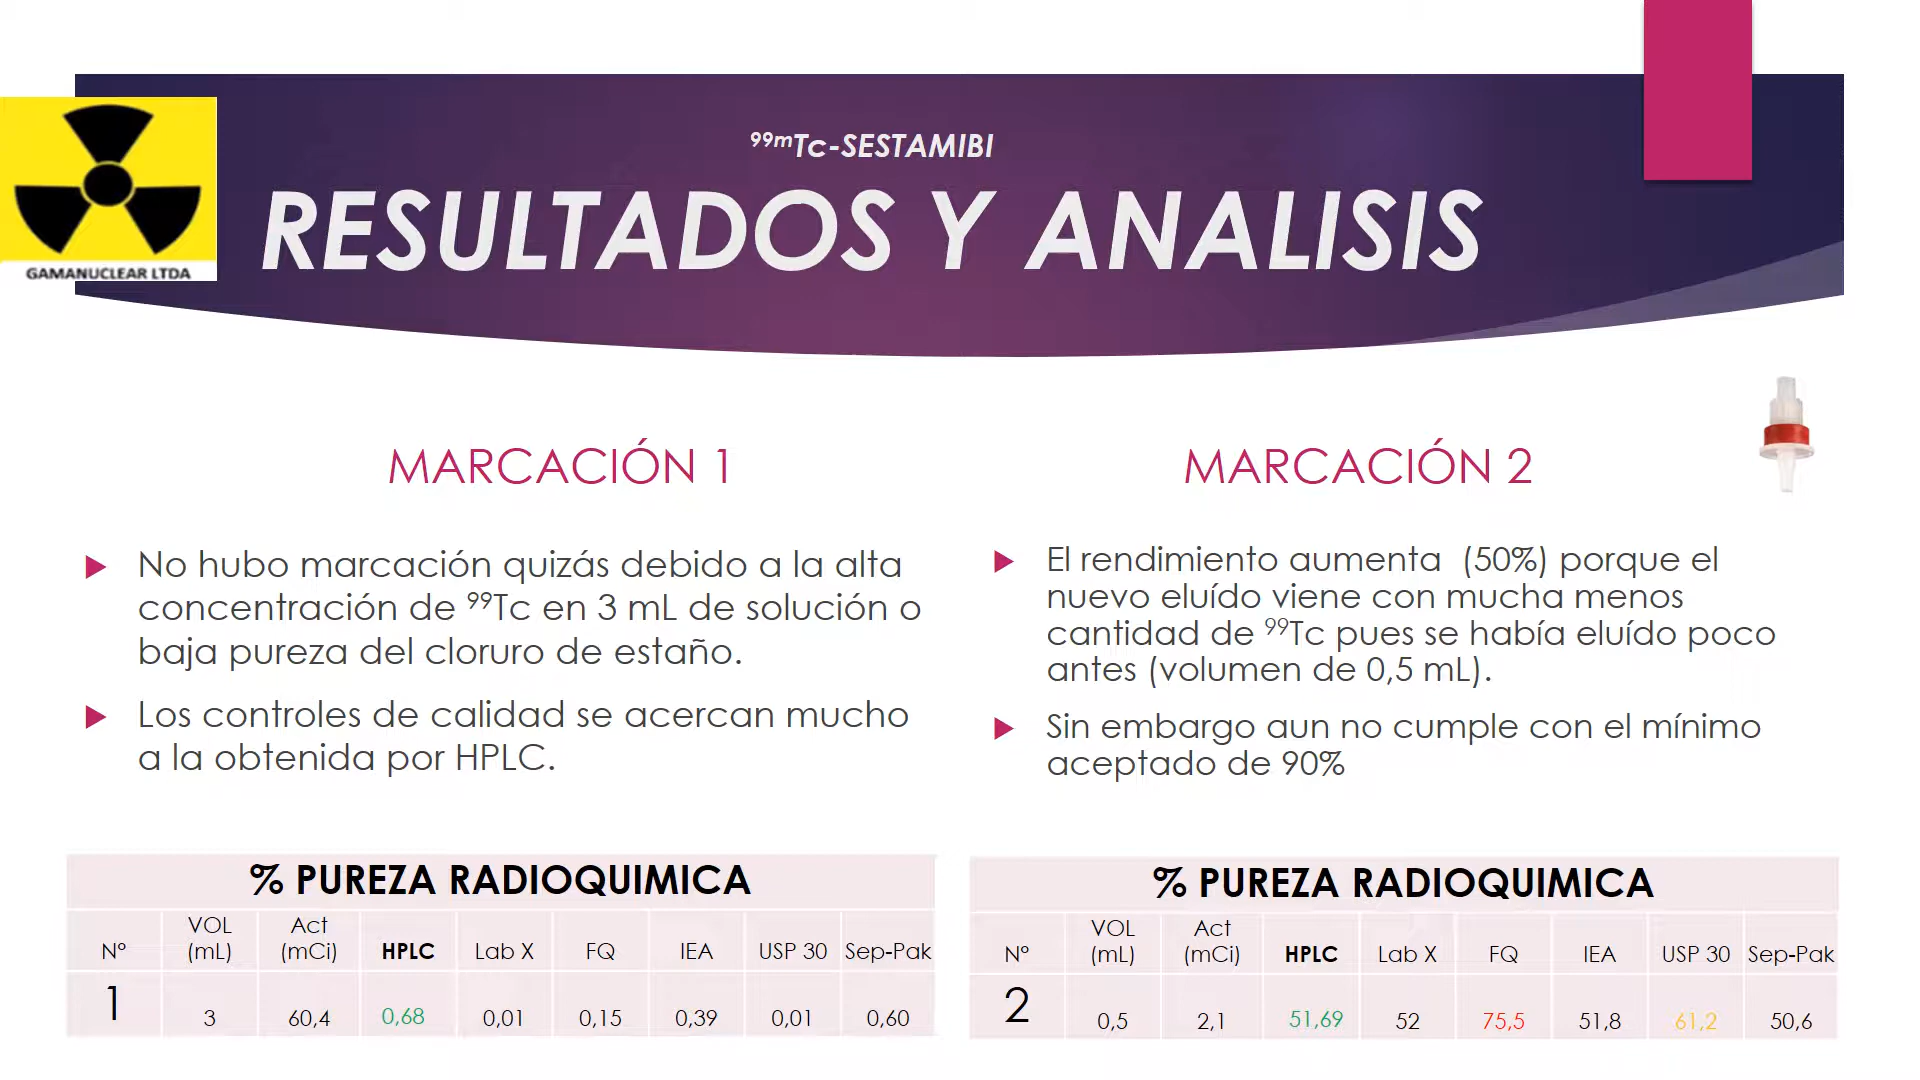 GAMANUCLEAR LTDA
⁹⁹ᵐTc-SESTAMIBI
RESULTADOS Y ANALISIS
MARCACIÓN 1
No hubo marcación quizás debido a la alta
concentración de ⁹⁹Tc en 3 mL de solución o
baja pureza del cloruro de estaño.
Los controles de calidad se acercan mucho
a la obtenida por HPLC.
% PUREZA RADIOQUIMICA
N° VOL (mL) Act (mCi) HPLC Lab X FQ IEA USP 30 Sep-Pak
1 3 60,4 0,68 0,01 0,15 0,39 0,01 0,60
MARCACIÓN 2
El rendimiento aumenta (50%) porque el
nuevo eluído viene con mucha menos
cantidad de ⁹⁹Tc pues se había eluído poco
antes (volumen de 0,5 mL).
Sin embargo aun no cumple con el mínimo
aceptado de 90%
% PUREZA RADIOQUIMICA
N° VOL (mL) Act (mCi) HPLC Lab X FQ IEA USP 30 Sep-Pak
2 0,5 2,1 51,69 52 75,5 51,8 61,2 50,6